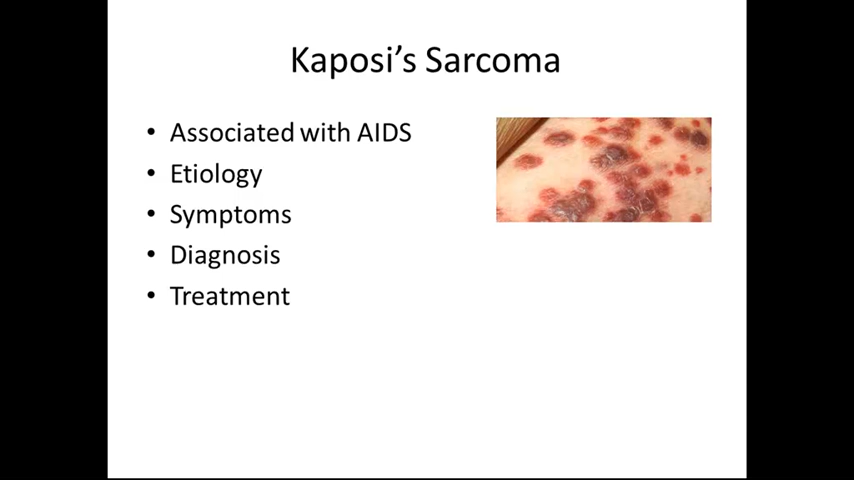 Kaposi’s Sarcoma
• Associated with AIDS
• Etiology
• Symptoms
• Diagnosis
• Treatment